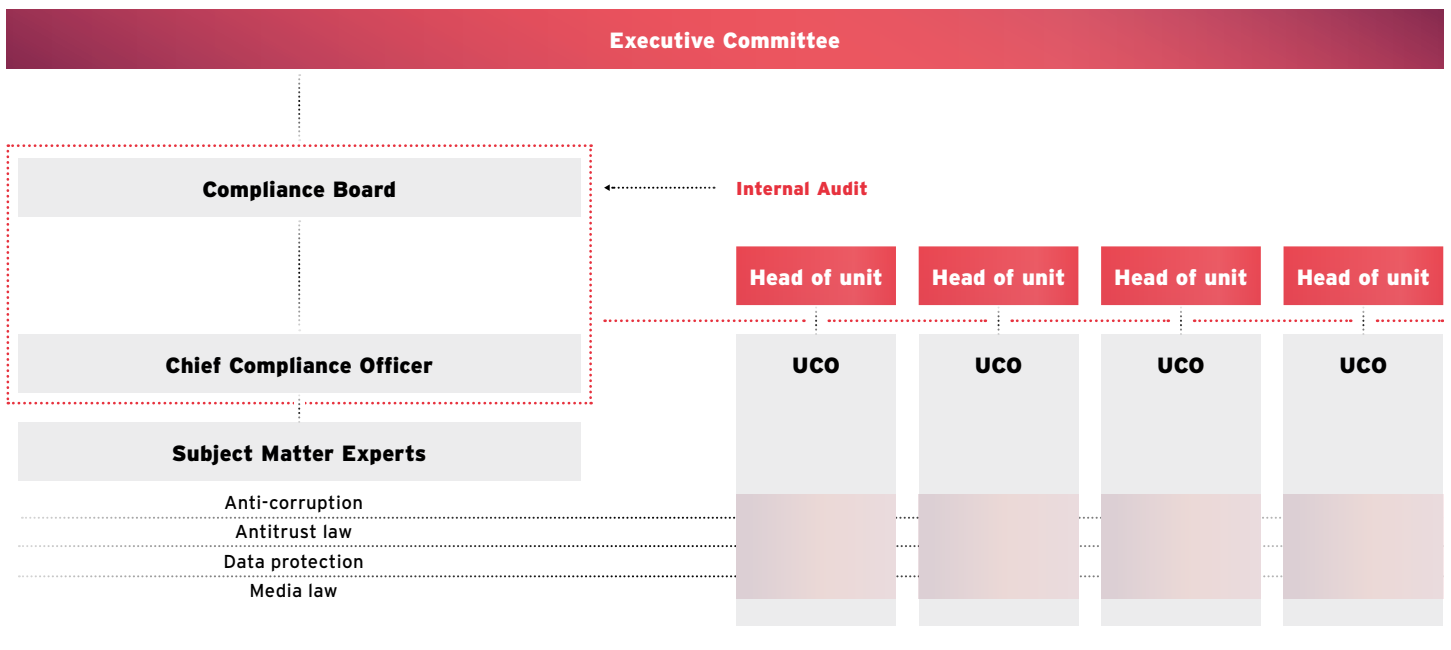 Executive Committee
Compliance Board
Internal Audit
Head of unit
Head of unit
Head of unit
Head of unit
Chief Compliance Officer
UCO
UCO
UCO
UCO
Subject Matter Experts
Anti-corruption
Antitrust law
Data protection
Media law